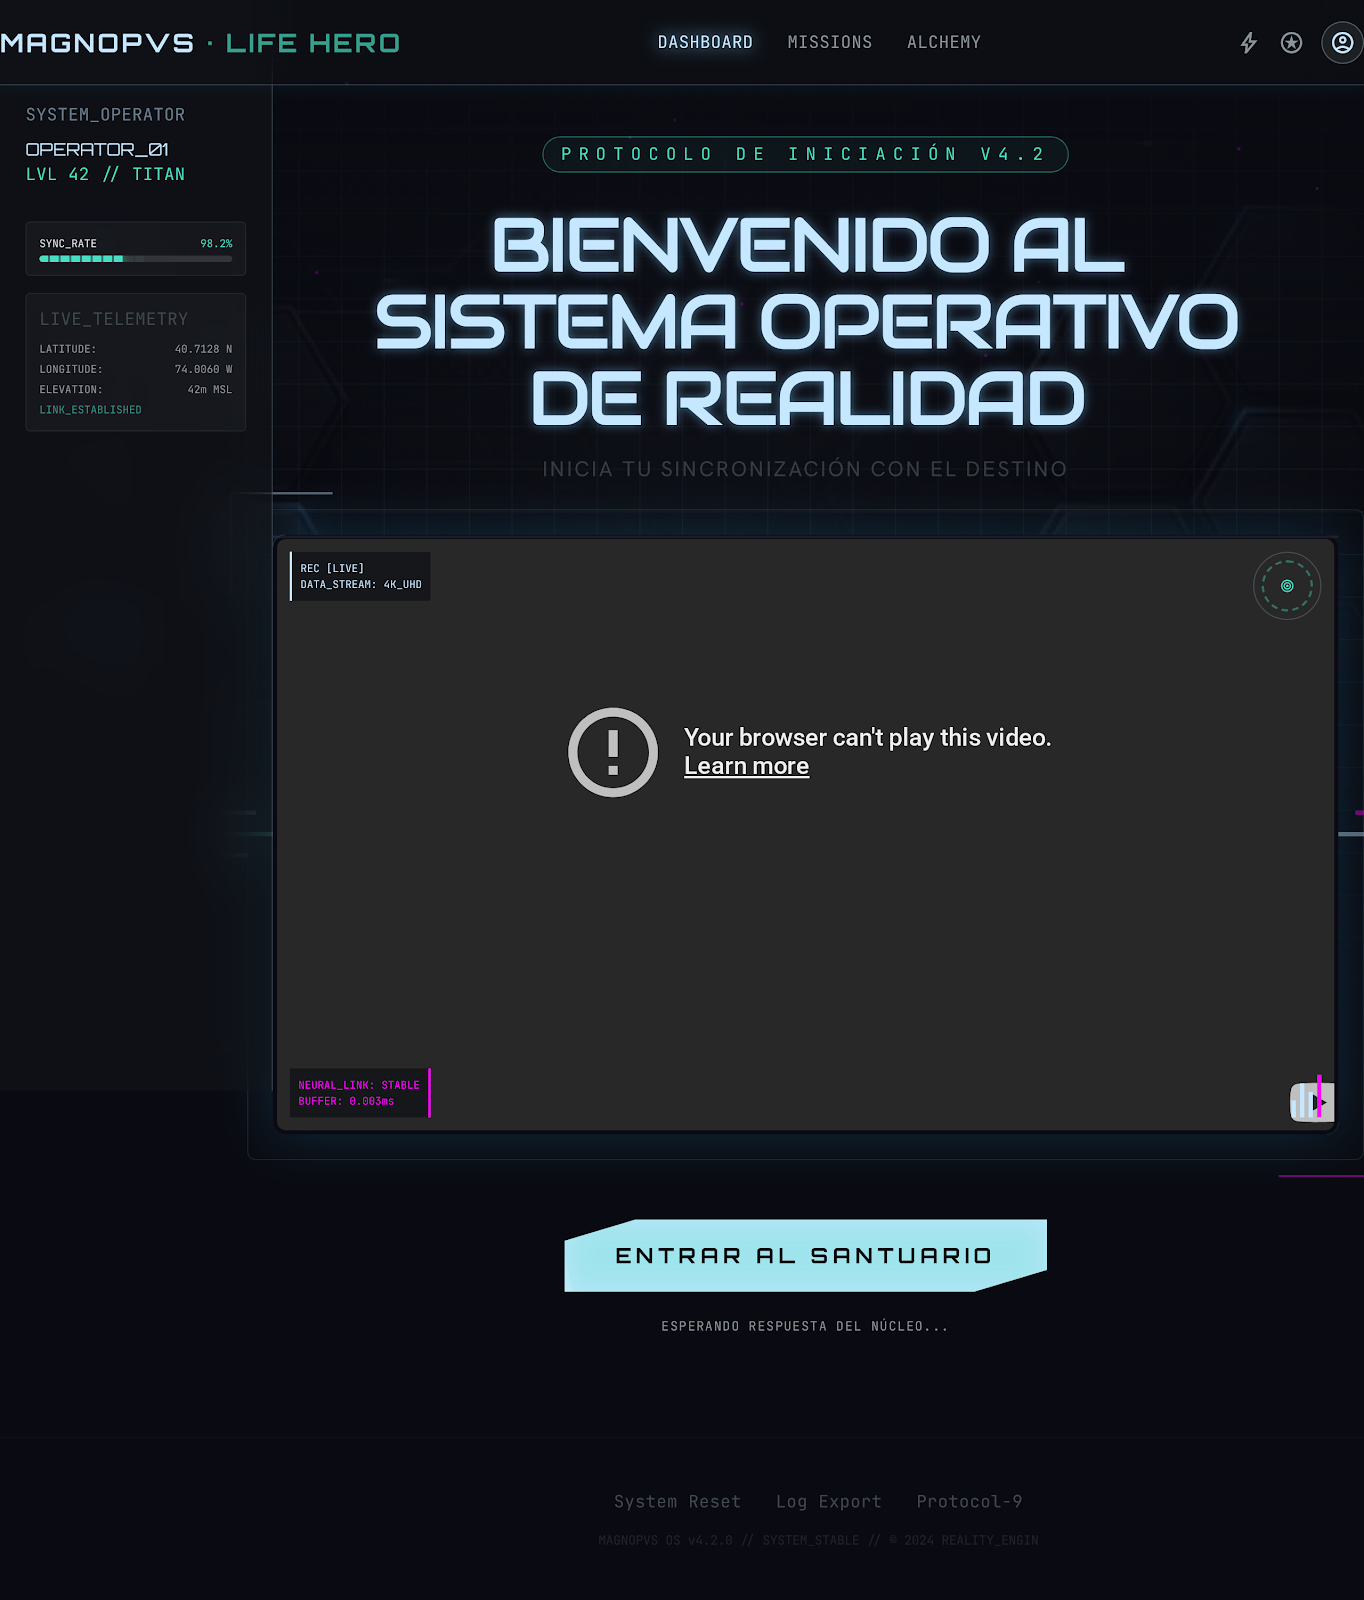 MAGNOPVS · LIFE HERO
DASHBOARD MISSIONS ALCHEMY
SYSTEM_OPERATOR
OPERATOR_01
LVL 42 // TITAN
SYNC_RATE 98.2%
LIVE_TELEMETRY
LATITUDE: 40.7128 N
LONGITUDE: 74.0060 W
ELEVATION: 42m MSL
LINK_ESTABLISHED
PROTOCOLO DE INICIACIÓN V4.2
BIENVENIDO AL
SISTEMA OPERATIVO
DE REALIDAD
INICIA TU SINCRONIZACIÓN CON EL DESTINO
REC [LIVE]
DATA_STREAM: 4K_UHD
Your browser can't play this video.
Learn more
NEURAL_LINK: STABLE
BUFFER: 0.003ms
ENTRAR AL SANTUARIO
ESPERANDO RESPUESTA DEL NÚCLEO...
System Reset Log Export Protocol-9
MAGNOPVS OS v4.2.0 // SYSTEM_STABLE // © 2024 REALITY_ENGIN